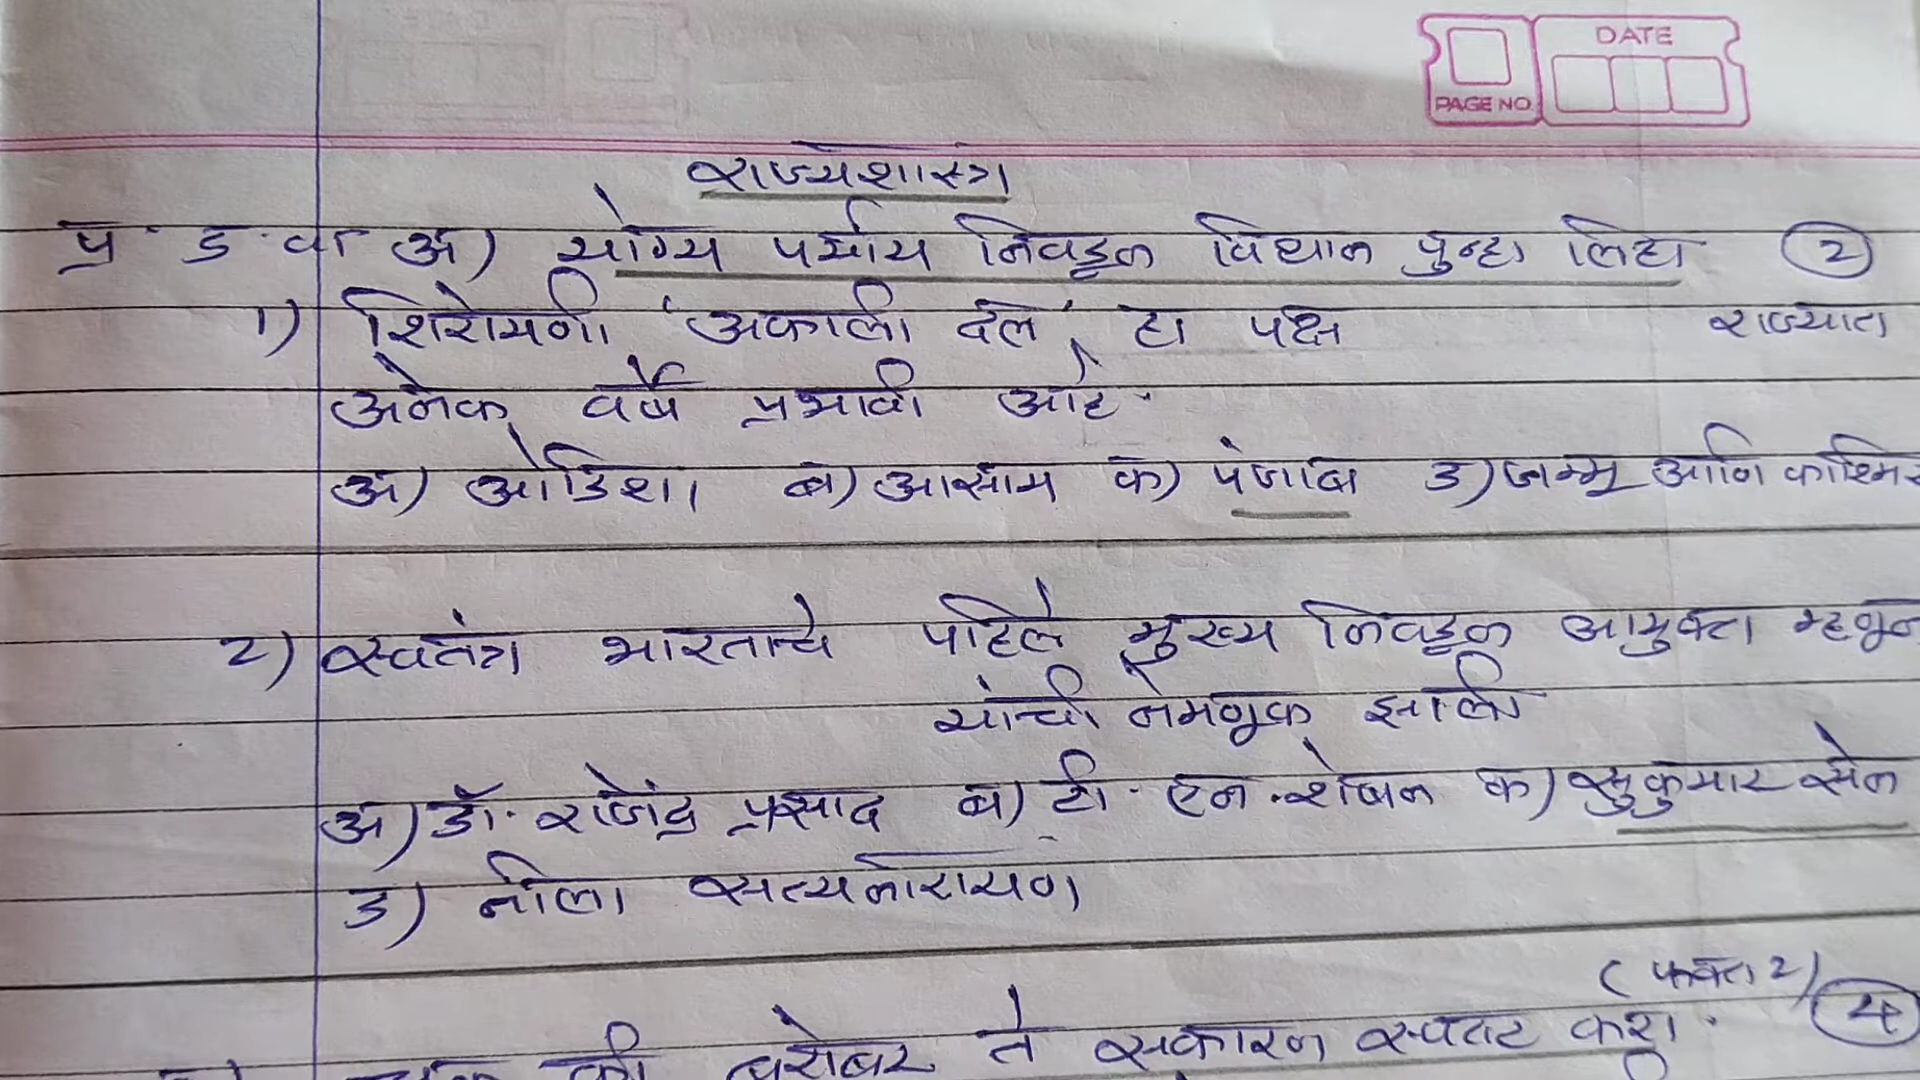 DATE
PAGE NO.
राज्यशास्त्र
प्र. ड. वा अ) योग्य पर्याय निवडून विधान पुन्हा लिहा (2)
1) शिरोमणी 'अकाली दल' हा पक्ष राज्यात
अनेक वर्षे प्रभावी आहे.
अ) ओडिशा ब) आसाम क) पंजाब ड) जम्मू आणि काश्मिर
2) स्वतंत्र भारताचे पहिले मुख्य निवडून आयुक्त म्हणून
यांची नेमणूक झाली
अ) डॉ. राजेंद्र प्रसाद ब) टी. एन. शेषन क) सुकुमार सेन
ड) नीला सत्यनारायण
(फक्त 2)
चूक की बरोबर ते सकारण स्पष्ट करा. (4)